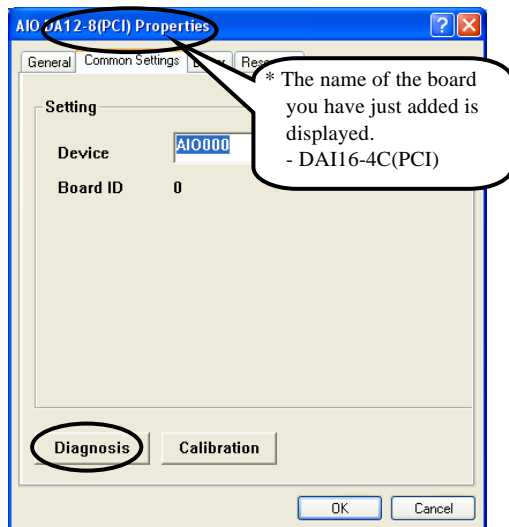 AIO DA12-8(PCI) Properties
General Common Settings
* The name of the board
you have just added is
displayed.
- DAI16-4C(PCI)
Setting
Device AIO000
Board ID 0
Diagnosis Calibration
OK Cancel